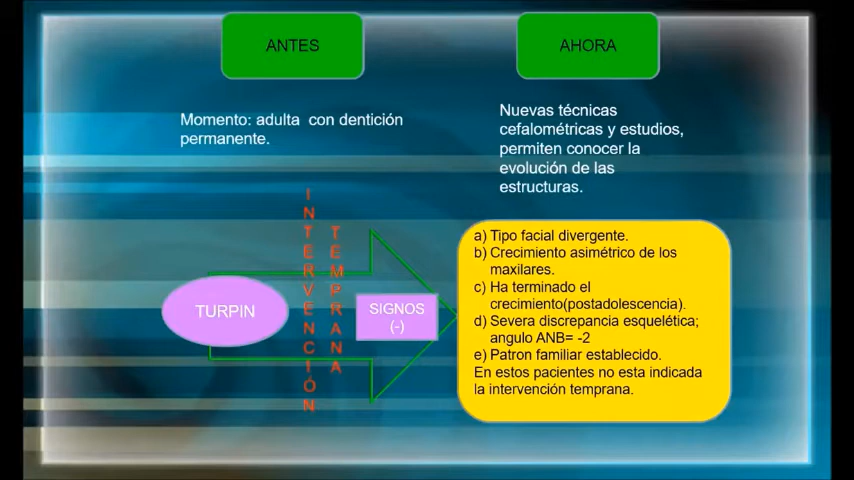 ANTES
AHORA
Momento: adulta con dentición
permanente.
Nuevas técnicas
cefalométricas y estudios,
permiten conocer la
evolución de las
estructuras.
INTERVENCIÓN
TEMPRANA
TURPIN
SIGNOS
(-)
a) Tipo facial divergente.
b) Crecimiento asimétrico de los
maxilares.
c) Ha terminado el
crecimiento(postadolescencia).
d) Severa discrepancia esquelética;
angulo ANB= -2
e) Patron familiar establecido.
En estos pacientes no esta indicada
la intervención temprana.